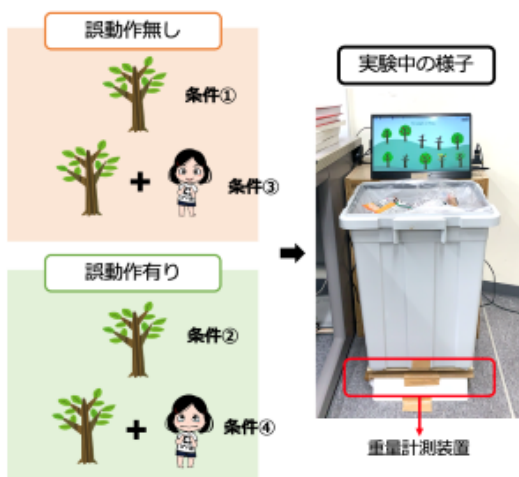 誤動作無し
条件①
条件③
誤動作有り
条件②
条件④
実験中の様子
重量計測装置